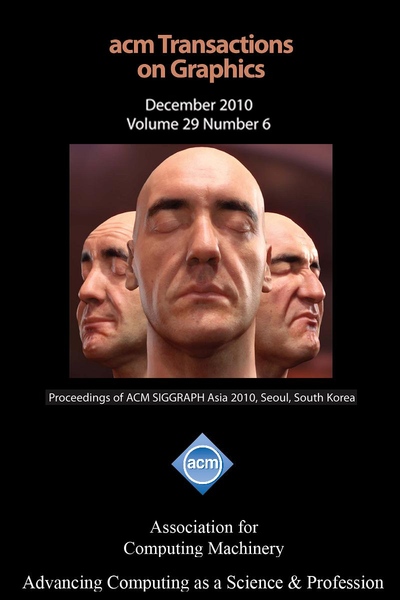 acm Transactions
on Graphics
December 2010
Volume 29 Number 6
Proceedings of ACM SIGGRAPH Asia 2010, Seoul, South Korea
acm
Association for
Computing Machinery
Advancing Computing as a Science & Profession